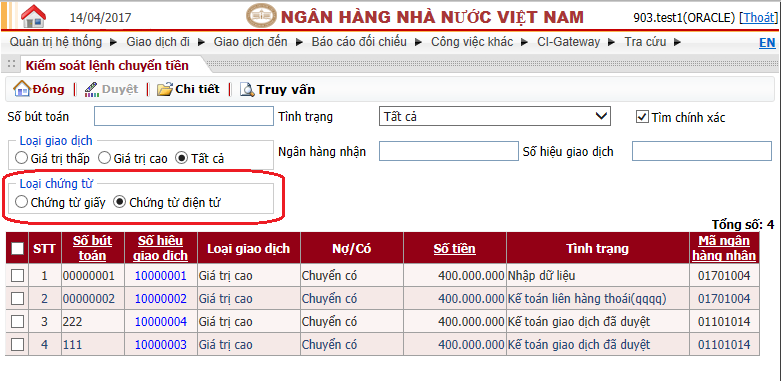 14/04/2017 NGÂN HÀNG NHÀ NƯỚC VIỆT NAM 903.test1(ORACLE) [Thoát]
Quản trị hệ thống Giao dịch đi Giao dịch đến Báo cáo đối chiếu Công việc khác CI-Gateway Tra cứu EN
Kiểm soát lệnh chuyển tiền
Đóng | Duyệt | Chi tiết | Truy vấn
Số bút toán Tình trạng Tất cả Tìm chính xác
Loại giao dịch
Giá trị thấp Giá trị cao Tất cả Ngân hàng nhận Số hiệu giao dịch
Loại chứng từ
Chứng từ giấy Chứng từ điện tử
Tổng số: 4
STT Số bút toán Số hiệu giao dịch Loại giao dịch Nợ/Có Số tiền Tình trạng Mã ngân hàng nhận
1 00000001 10000001 Giá trị cao Chuyển có 400.000.000 Nhập dữ liệu 01701004
2 00000002 10000002 Giá trị cao Chuyển có 400.000.000 Kế toán liên hàng thoái(qqqq) 01701004
3 222 10000004 Giá trị cao Chuyển có 400.000.000 Kế toán giao dịch đã duyệt 01101014
4 111 10000003 Giá trị cao Chuyển có 400.000.000 Kế toán giao dịch đã duyệt 01101014